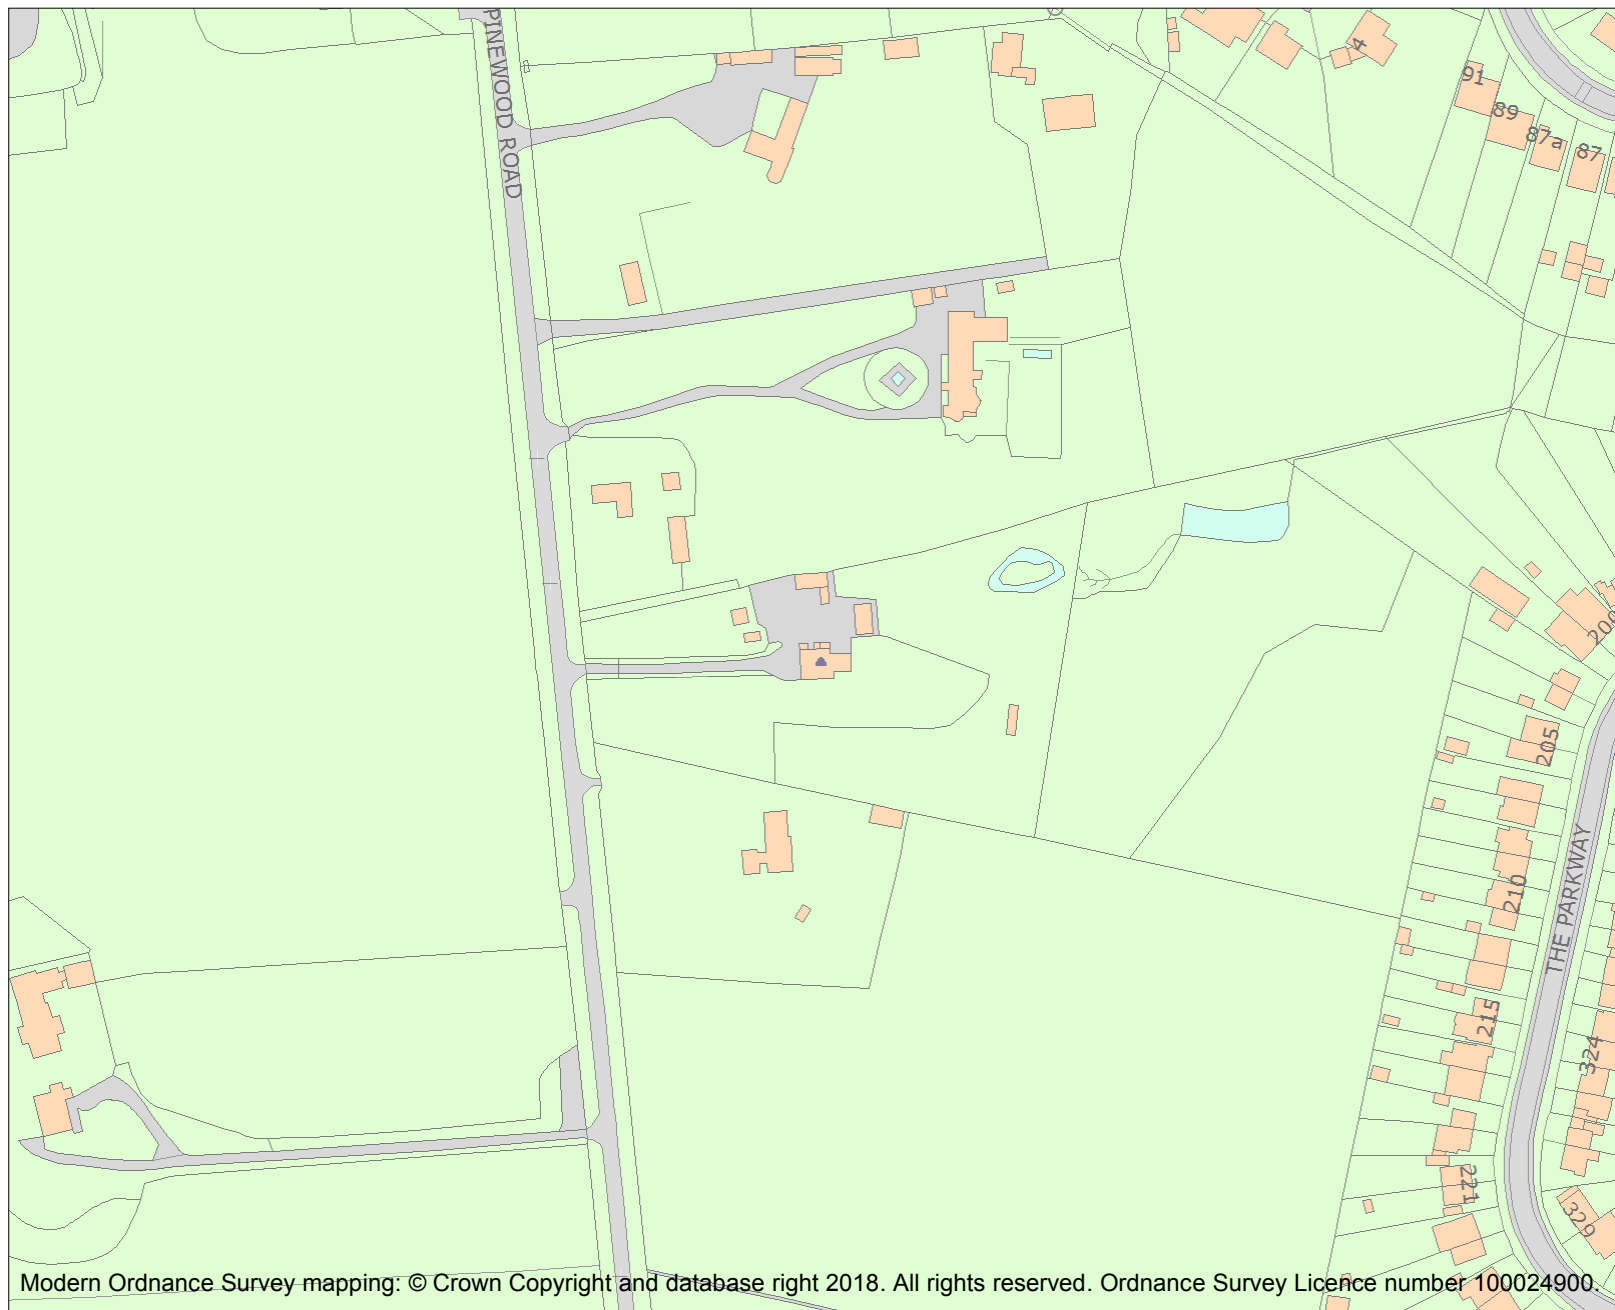 PINEWOOD ROAD
4
91
89
87a
87
200
205
THE PARKWAY
210
215
324
221
329
Modern Ordnance Survey mapping: © Crown Copyright and database right 2018. All rights reserved. Ordnance Survey Licence number 100024900.